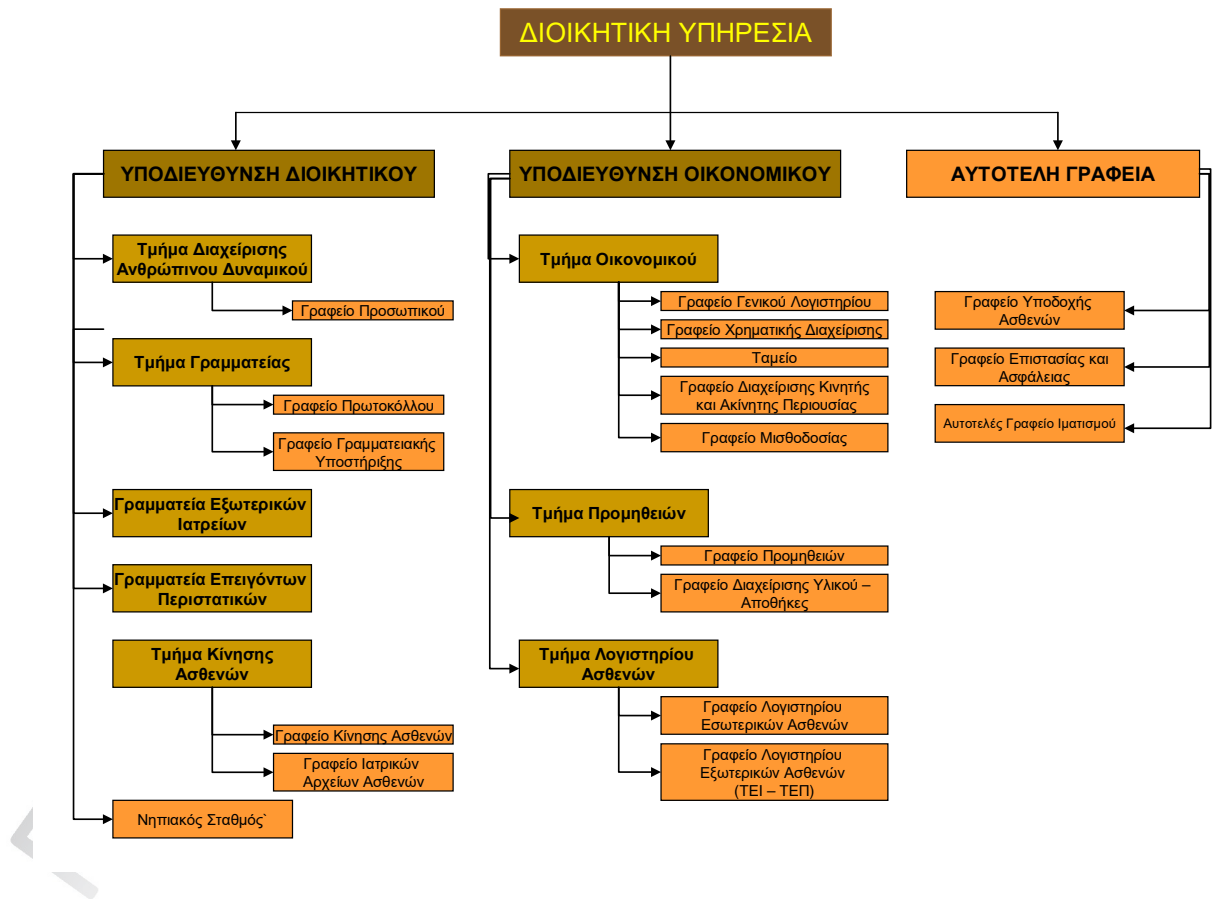 ΔΙΟΙΚΗΤΙΚΗ ΥΠΗΡΕΣΙΑ
ΥΠΟΔΙΕΥΘΥΝΣΗ ΔΙΟΙΚΗΤΙΚΟΥ
Τμήμα Διαχείρισης
Ανθρώπινου Δυναμικού
Γραφείο Προσωπικού
Τμήμα Γραμματείας
Γραφείο Πρωτοκόλλου
Γραφείο Γραμματειακής
Υποστήριξης
Γραμματεία Εξωτερικών
Ιατρείων
Γραμματεία Επειγόντων
Περιστατικών
Τμήμα Κίνησης
Ασθενών
Γραφείο Κίνησης Ασθενών
Γραφείο Ιατρικών
Αρχείων Ασθενών
Νηπιακός Σταθμός`
ΥΠΟΔΙΕΥΘΥΝΣΗ ΟΙΚΟΝΟΜΙΚΟΥ
Τμήμα Οικονομικού
Γραφείο Γενικού Λογιστηρίου
Γραφείο Χρηματικής Διαχείρισης
Ταμείο
Γραφείο Διαχείρισης Κινητής
και Ακίνητης Περιουσίας
Γραφείο Μισθοδοσίας
Τμήμα Προμηθειών
Γραφείο Προμηθειών
Γραφείο Διαχείρισης Υλικού –
Αποθήκες
Τμήμα Λογιστηρίου
Ασθενών
Γραφείο Λογιστηρίου
Εσωτερικών Ασθενών
Γραφείο Λογιστηρίου
Εξωτερικών Ασθενών
(ΤΕΙ – ΤΕΠ)
ΑΥΤΟΤΕΛΗ ΓΡΑΦΕΙΑ
Γραφείο Υποδοχής
Ασθενών
Γραφείο Επιστασίας και
Ασφάλειας
Αυτοτελές Γραφείο Ιματισμού